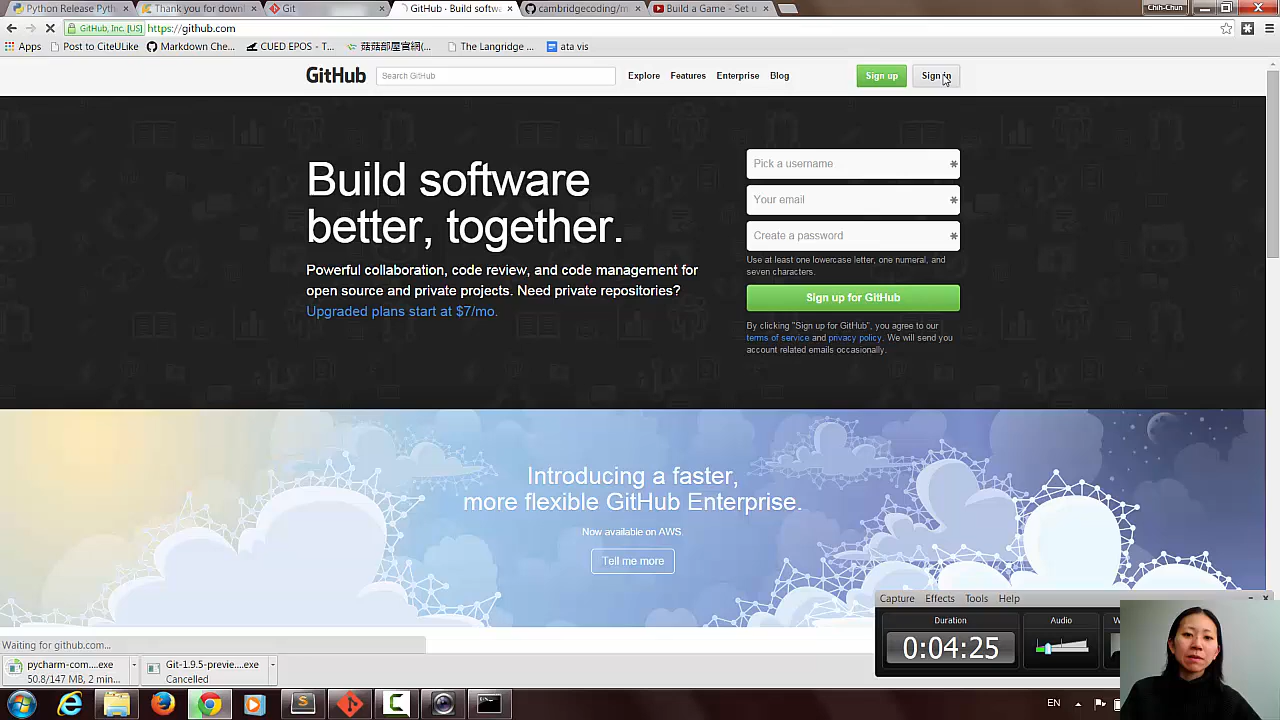 Python Release Pyth
Thank you for down
Git
GitHub · Build softwa
cambridgecoding/m
Build a Game - Set u
Chih-Chun
GitHub, Inc. [US]
https://github.com
Apps
Post to CiteULike
Markdown Che...
CUED EPOS - T...
The Langridge ...
ata vis
GitHub
Search GitHub
Explore
Features
Enterprise
Blog
Sign up
Sign in
Build software
better, together.
Powerful collaboration, code review, and code management for
open source and private projects. Need private repositories?
Upgraded plans start at $7/mo.
Pick a username
Your email
Create a password
Use at least one lowercase letter, one numeral, and
seven characters.
Sign up for GitHub
By clicking "Sign up for GitHub", you agree to our
terms of service and privacy policy. We will send you
account related emails occasionally.
Introducing a faster,
more flexible GitHub Enterprise.
Now available on AWS.
Tell me more
Capture
Effects
Tools
Help
Duration
Audio
W
0:04:25
Waiting for github.com...
pycharm-com....exe
50.8/147 MB, 2 min...
Git-1.9.5-previe...exe
Cancelled
EN